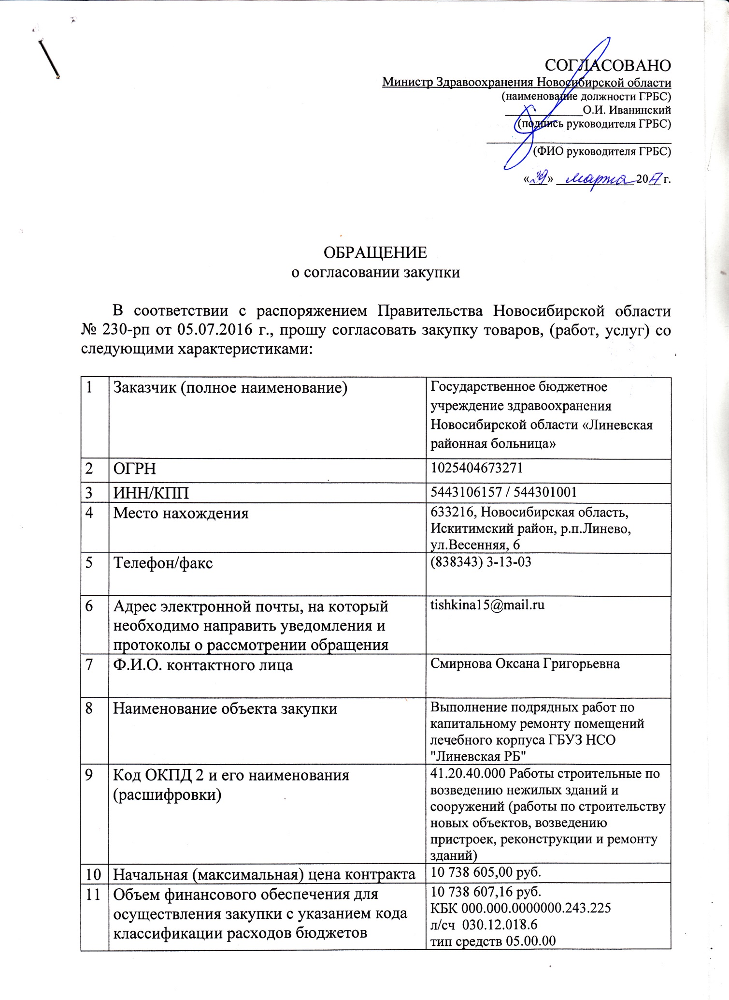 СОГЛАСОВАНО
Министр Здравоохранения Новосибирской области
(наименование должности ГРБС)
_____________О.И. Иванинский
(подпись руководителя ГРБС)
_______________________________
(ФИО руководителя ГРБС)
«29» марта 2017 г.
ОБРАЩЕНИЕ
о согласовании закупки
В соответствии с распоряжением Правительства Новосибирской области
№ 230-рп от 05.07.2016 г., прошу согласовать закупку товаров, (работ, услуг) со
следующими характеристиками:
1 Заказчик (полное наименование) Государственное бюджетное
учреждение здравоохранения
Новосибирской области «Линевская
районная больница»
2 ОГРН 1025404673271
3 ИНН/КПП 5443106157 / 544301001
4 Место нахождения 633216, Новосибирская область,
Искитимский район, р.п.Линево,
ул.Весенняя, 6
5 Телефон/факс (838343) 3-13-03
6 Адрес электронной почты, на который tishkina15@mail.ru
необходимо направить уведомления и
протоколы о рассмотрении обращения
7 Ф.И.О. контактного лица Смирнова Оксана Григорьевна
8 Наименование объекта закупки Выполнение подрядных работ по
капитальному ремонту помещений
лечебного корпуса ГБУЗ НСО
"Линевская РБ"
9 Код ОКПД 2 и его наименования 41.20.40.000 Работы строительные по
(расшифровки) возведению нежилых зданий и
сооружений (работы по строительству
новых объектов, возведению
пристроек, реконструкции и ремонту
зданий)
10 Начальная (максимальная) цена контракта 10 738 605,00 руб.
11 Объем финансового обеспечения для 10 738 607,16 руб.
осуществления закупки с указанием кода КБК 000.000.0000000.243.225
классификации расходов бюджетов л/сч 030.12.018.6
тип средств 05.00.00